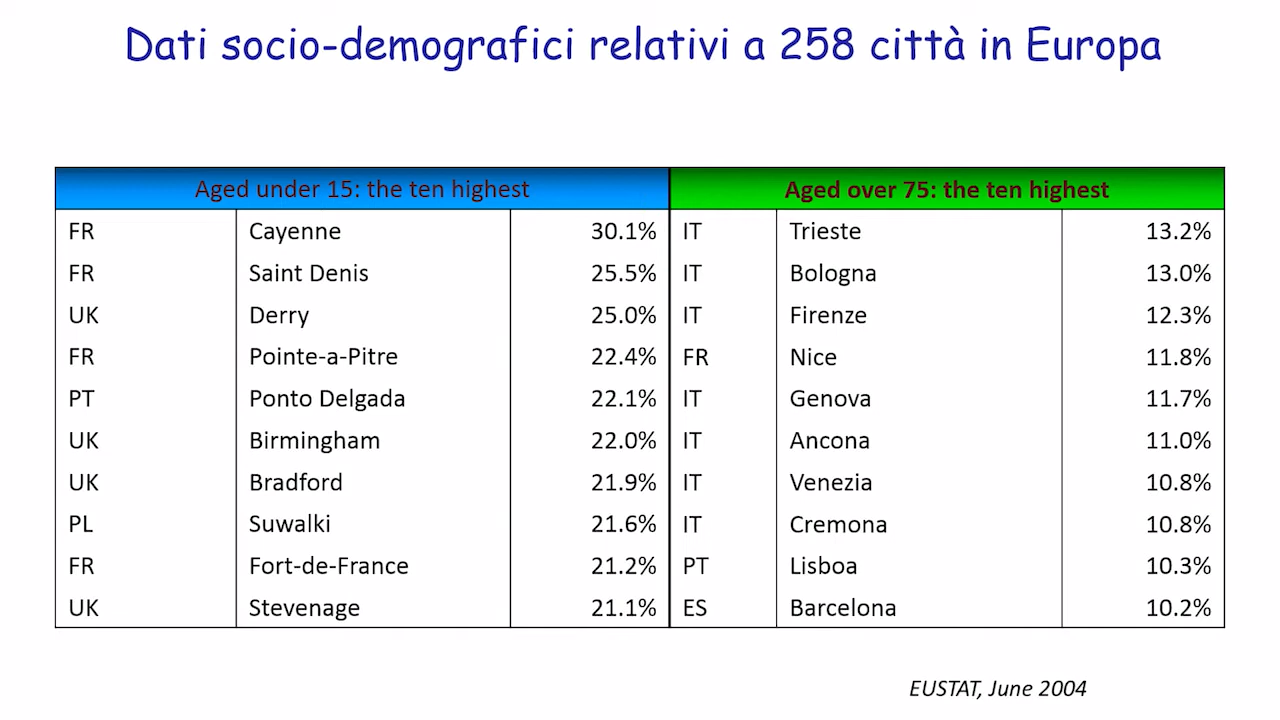 Dati socio-demografici relativi a 258 città in Europa
Aged under 15: the ten highest Aged over 75: the ten highest
FR Cayenne 30.1% IT Trieste 13.2%
FR Saint Denis 25.5% IT Bologna 13.0%
UK Derry 25.0% IT Firenze 12.3%
FR Pointe-a-Pitre 22.4% FR Nice 11.8%
PT Ponto Delgada 22.1% IT Genova 11.7%
UK Birmingham 22.0% IT Ancona 11.0%
UK Bradford 21.9% IT Venezia 10.8%
PL Suwalki 21.6% IT Cremona 10.8%
FR Fort-de-France 21.2% PT Lisboa 10.3%
UK Stevenage 21.1% ES Barcelona 10.2%
EUSTAT, June 2004